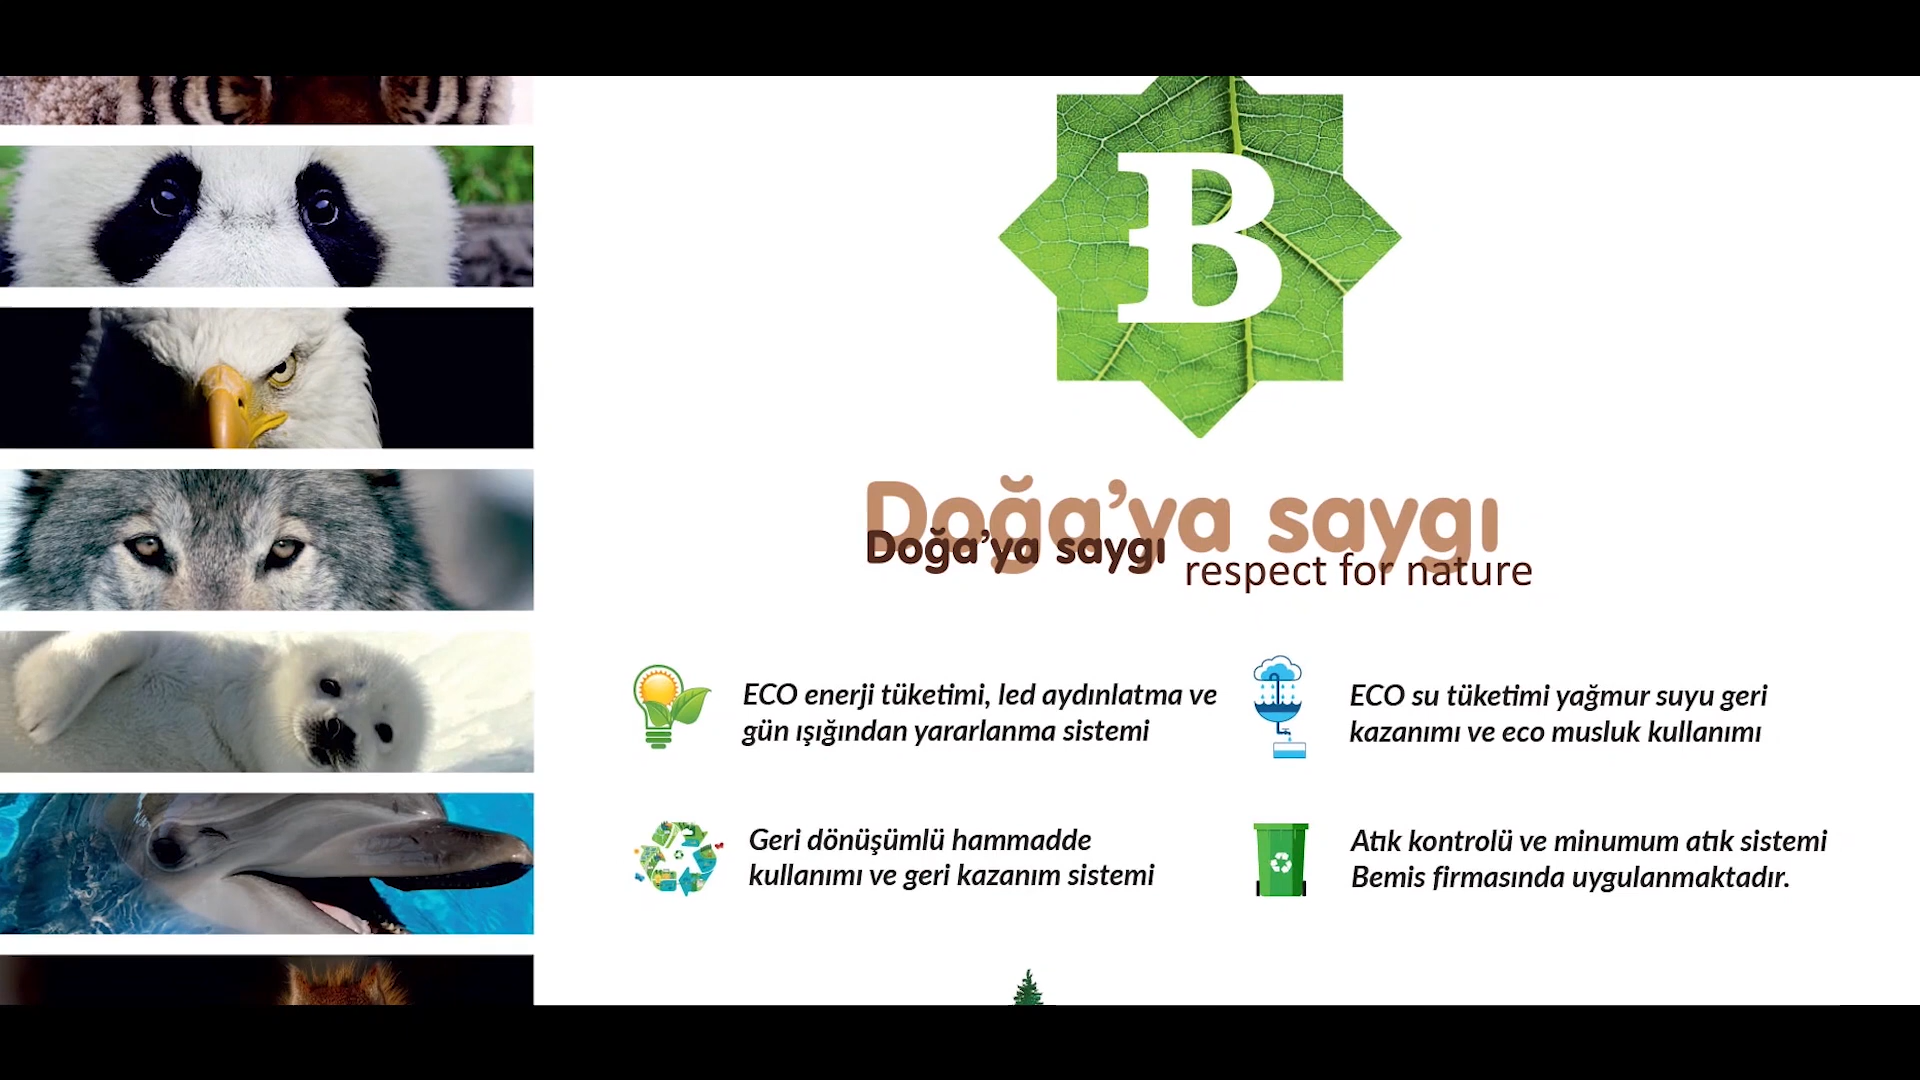 B
Doğa’ya saygı
Doğa’ya saygı respect for nature
ECO enerji tüketimi, led aydınlatma ve
gün ışığından yararlanma sistemi
ECO su tüketimi yağmur suyu geri
kazanımı ve eco musluk kullanımı
Geri dönüşümlü hammadde
kullanımı ve geri kazanım sistemi
Atık kontrolü ve minumum atık sistemi
Bemis firmasında uygulanmaktadır.